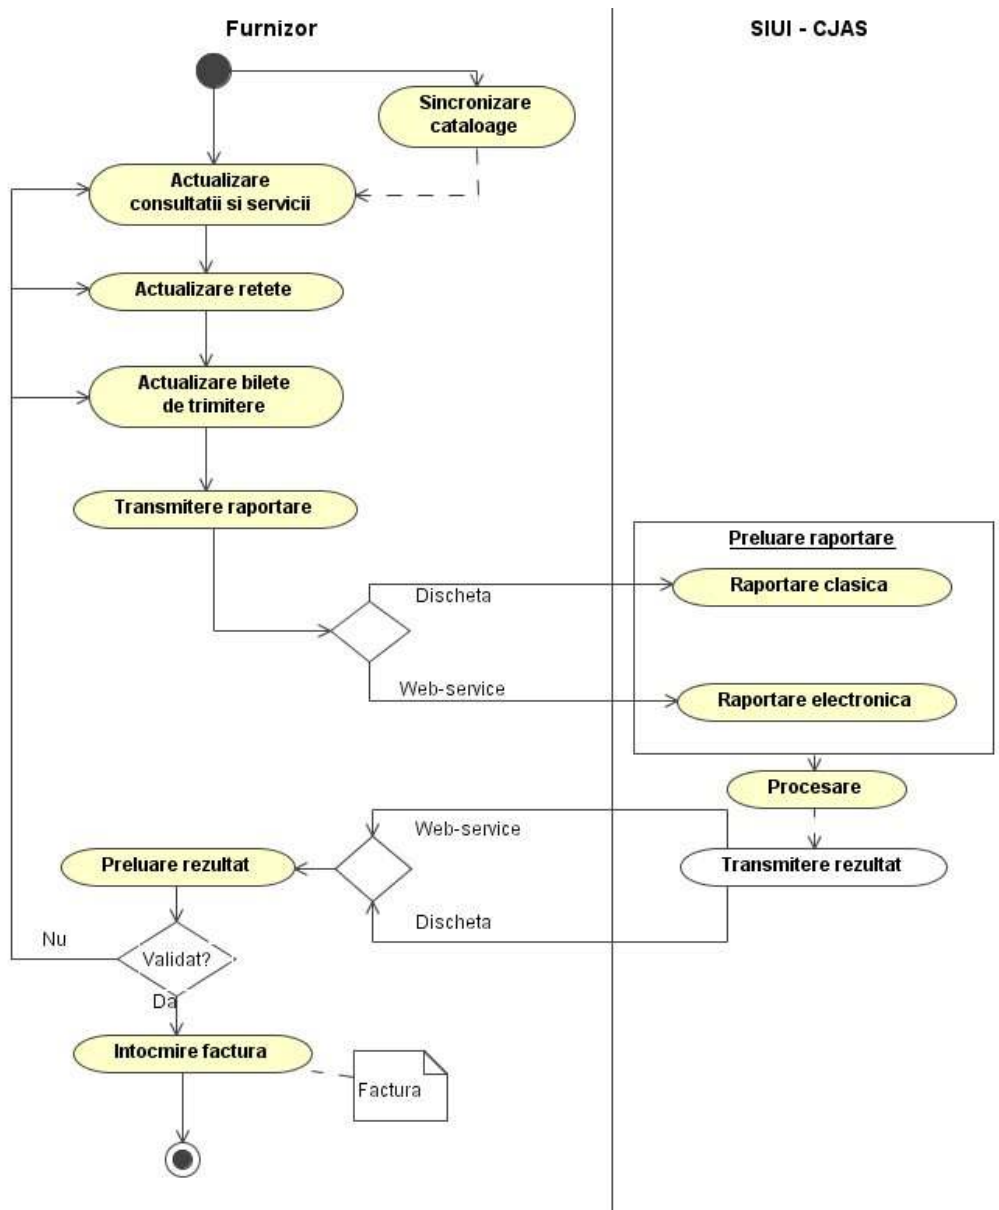 Furnizor
SIUI - CJAS
Sincronizare
cataloage
Actualizare
consultatii si servicii
Actualizare retete
Actualizare bilete
de trimitere
Transmitere raportare
Preluare raportare
Discheta
Raportare clasica
Web-service
Raportare electronica
Procesare
Web-service
Preluare rezultat
Transmitere rezultat
Discheta
Nu
Validat?
Da
Intocmire factura
Factura